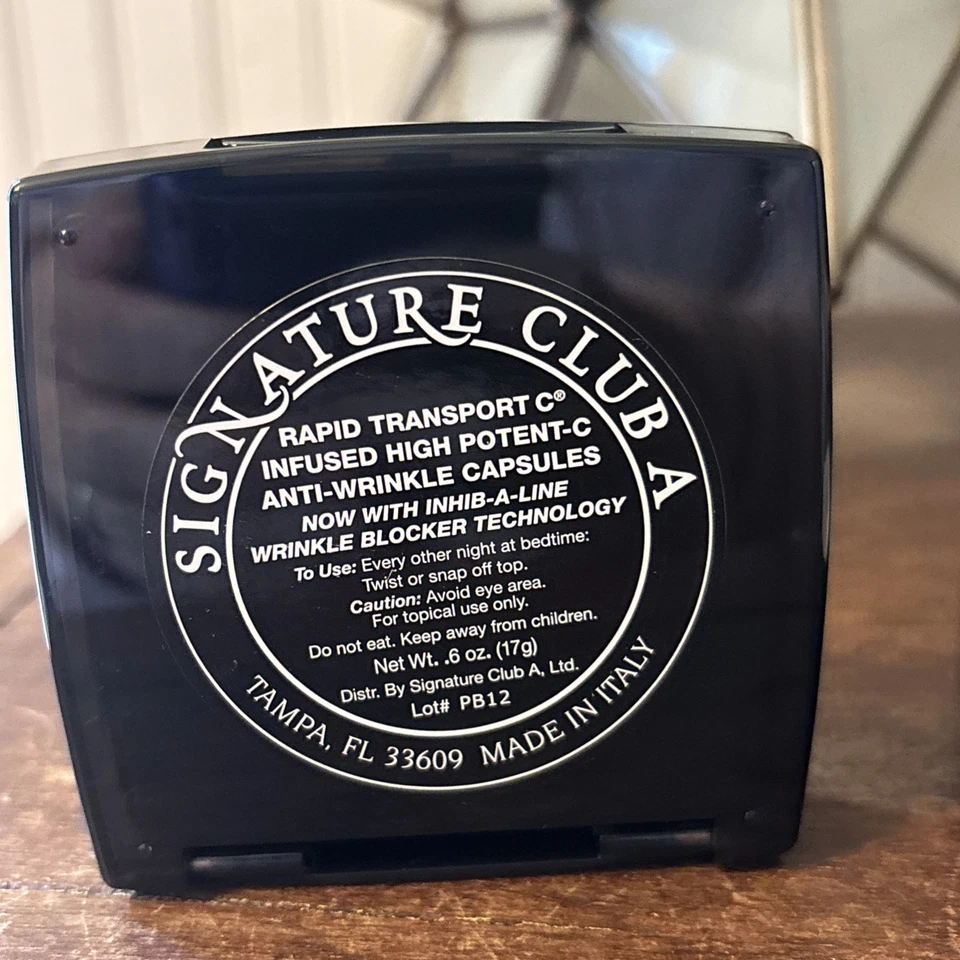 SIGNATURE CLUB A
RAPID TRANSPORT C®
INFUSED HIGH POTENT-C
ANTI-WRINKLE CAPSULES
NOW WITH INHIB-A-LINE
WRINKLE BLOCKER TECHNOLOGY
To Use: Every other night at bedtime:
Twist or snap off top.
Caution: Avoid eye area.
For topical use only.
Do not eat. Keep away from children.
Net Wt. .6 oz. (17g)
Distr. By Signature Club A, Ltd.
Lot# PB12
TAMPA, FL 33609 MADE IN ITALY